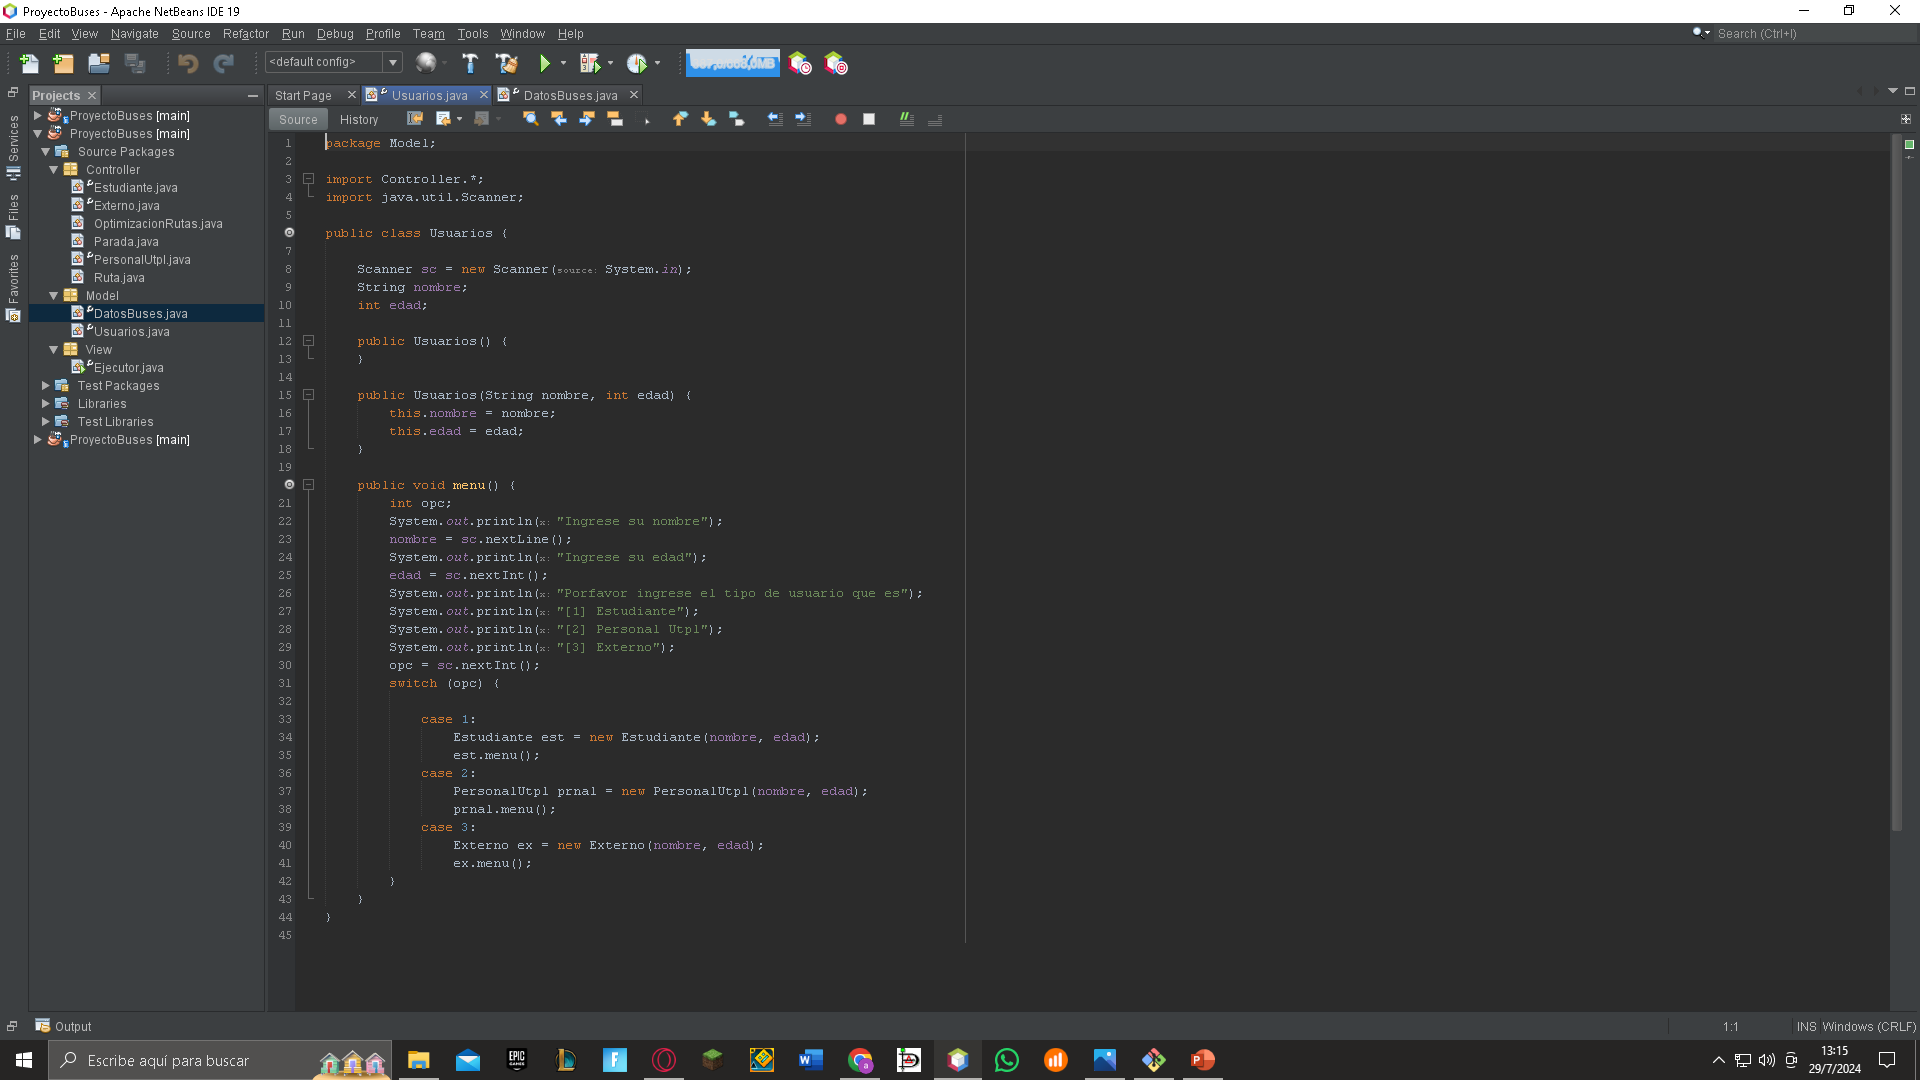 ProyectoBuses - Apache NetBeans IDE 19
File Edit View Navigate Source Refactor Run Debug Profile Team Tools Window Help
Search (Ctrl+I)
<default config>
Projects
Start Page
Usuarios.java
DatosBuses.java
Source
History
Services
Files
Favorites
ProyectoBuses [main]
ProyectoBuses [main]
Source Packages
Controller
Estudiante.java
Externo.java
OptimizacionRutas.java
Parada.java
PersonalUtpl.java
Ruta.java
Model
DatosBuses.java
Usuarios.java
View
Ejecutor.java
Test Packages
Libraries
Test Libraries
ProyectoBuses [main]
1 package Model;
2
3 import Controller.*;
4 import java.util.Scanner;
5
public class Usuarios {
7
8 Scanner sc = new Scanner(source: System.in);
9 String nombre;
10 int edad;
11
12 public Usuarios() {
13 }
14
15 public Usuarios(String nombre, int edad) {
16 this.nombre = nombre;
17 this.edad = edad;
18 }
19
public void menu() {
21 int opc;
22 System.out.println(x: "Ingrese su nombre");
23 nombre = sc.nextLine();
24 System.out.println(x: "Ingrese su edad");
25 edad = sc.nextInt();
26 System.out.println(x: "Porfavor ingrese el tipo de usuario que es");
27 System.out.println(x: "[1] Estudiante");
28 System.out.println(x: "[2] Personal Utpl");
29 System.out.println(x: "[3] Externo");
30 opc = sc.nextInt();
31 switch (opc) {
32
33 case 1:
34 Estudiante est = new Estudiante(nombre, edad);
35 est.menu();
36 case 2:
37 PersonalUtpl prnal = new PersonalUtpl(nombre, edad);
38 prnal.menu();
39 case 3:
40 Externo ex = new Externo(nombre, edad);
41 ex.menu();
42 }
43 }
44 }
45
Output
1:1
INS Windows (CRLF)
Escribe aquí para buscar
EPIC GAMES
13:15
29/7/2024